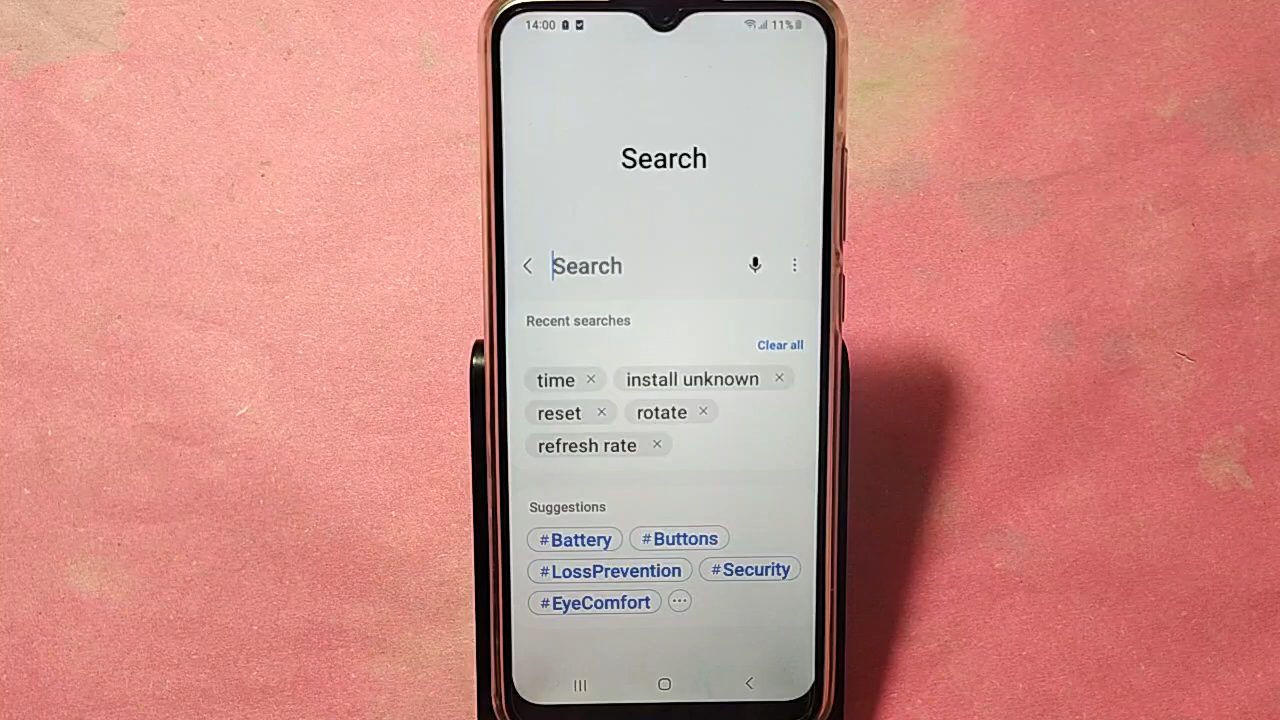 14:00 11%
Search
Search
Recent searches
Clear all
time × install unknown ×
reset × rotate ×
refresh rate ×
Suggestions
#Battery #Buttons
#LossPrevention #Security
#EyeComfort ...